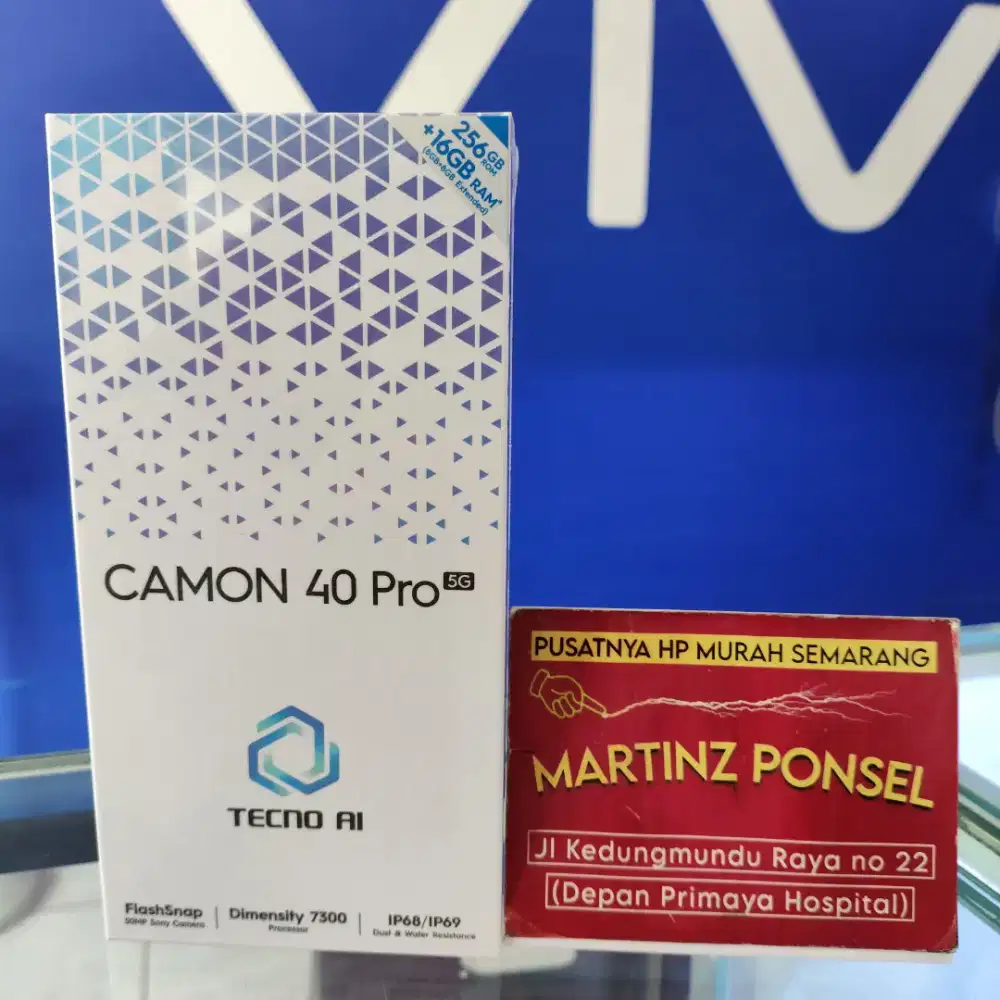 VIV
256GB ROM
+16GB RAM*
(8GB+8GB Extended)
CAMON 40 Pro 5G
TECNO AI
FlashSnap
50MP Sony Camera
Dimensity 7300
Processor
IP68/IP69
Dust & Water Resistance
PUSATNYA HP MURAH SEMARANG
MARTINZ PONSEL
Jl Kedungmundu Raya no 22
(Depan Primaya Hospital)